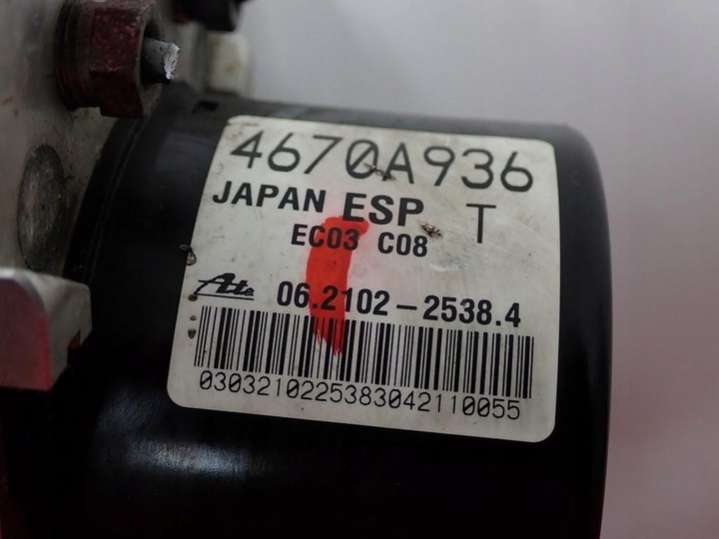 4670A936
JAPAN ESP T
EC03 C08
Ate 06.2102-2538.4
0303210225383042110055